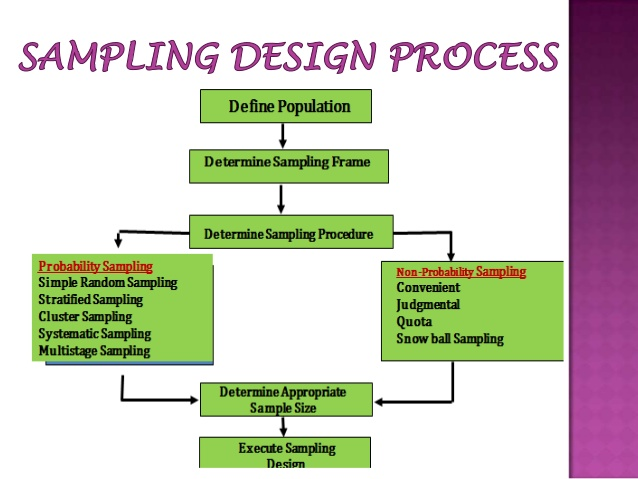 SAMPLING DESIGN PROCESS
Define Population
Determine Sampling Frame
Determine Sampling Procedure
Probability Sampling
Simple Random Sampling
Stratified Sampling
Cluster Sampling
Systematic Sampling
Multistage Sampling
Non-Probability Sampling
Convenient
Judgmental
Quota
Snow ball Sampling
Determine Appropriate
Sample Size
Execute Sampling
Design